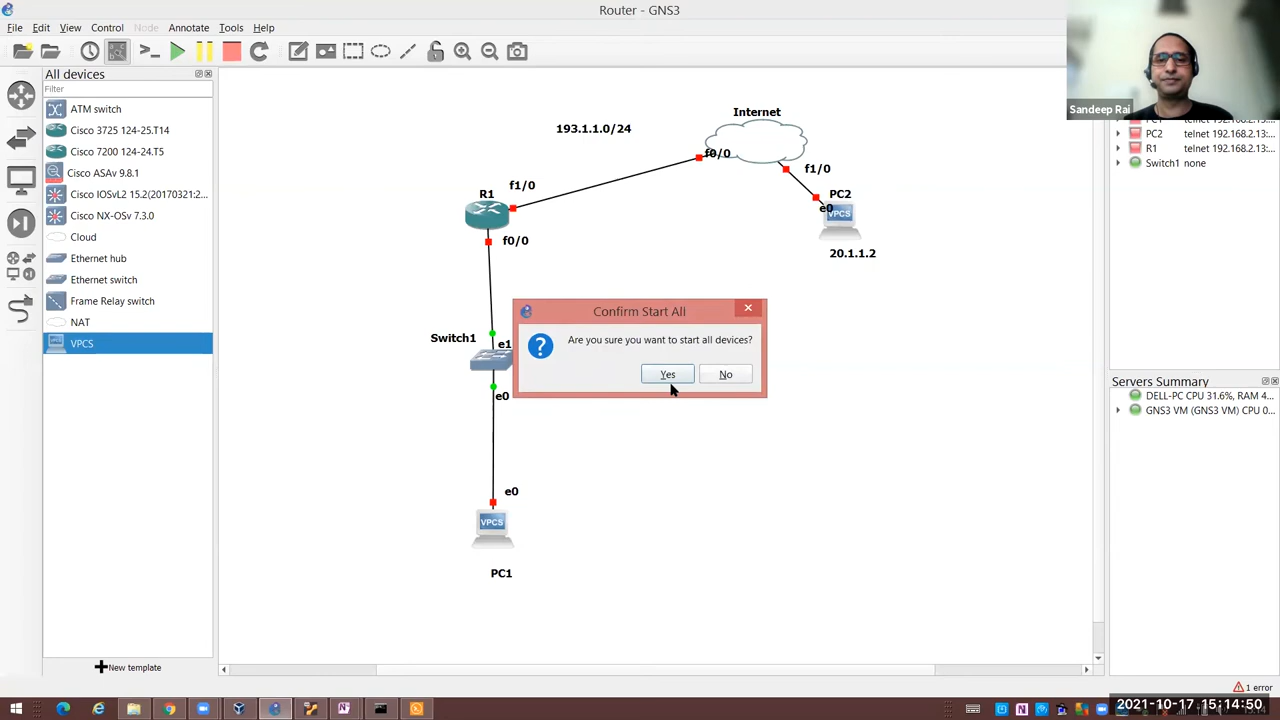 Router - GNS3
File Edit View Control Node Annotate Tools Help
All devices
Filter
ATM switch
Cisco 3725 124-25.T14
Cisco 7200 124-24.T5
Cisco ASAv 9.8.1
Cisco IOSvL2 15.2(20170321:2...
Cisco NX-OSv 7.3.0
Cloud
Ethernet hub
Ethernet switch
Frame Relay switch
NAT
VPCS
New template
193.1.1.0/24
Internet
f0/0
f1/0
R1
f1/0
PC2
e0
VPCS
20.1.1.2
f0/0
Switch1
e1
e0
e0
VPCS
PC1
Confirm Start All
Are you sure you want to start all devices?
Yes
No
Sandeep Rai
PC2 telnet 192.168.2.13:...
R1 telnet 192.168.2.13:...
Switch1 none
Servers Summary
DELL-PC CPU 31.6%, RAM 4...
GNS3 VM (GNS3 VM) CPU 0...
1 error
2021-10-17 15:14:50